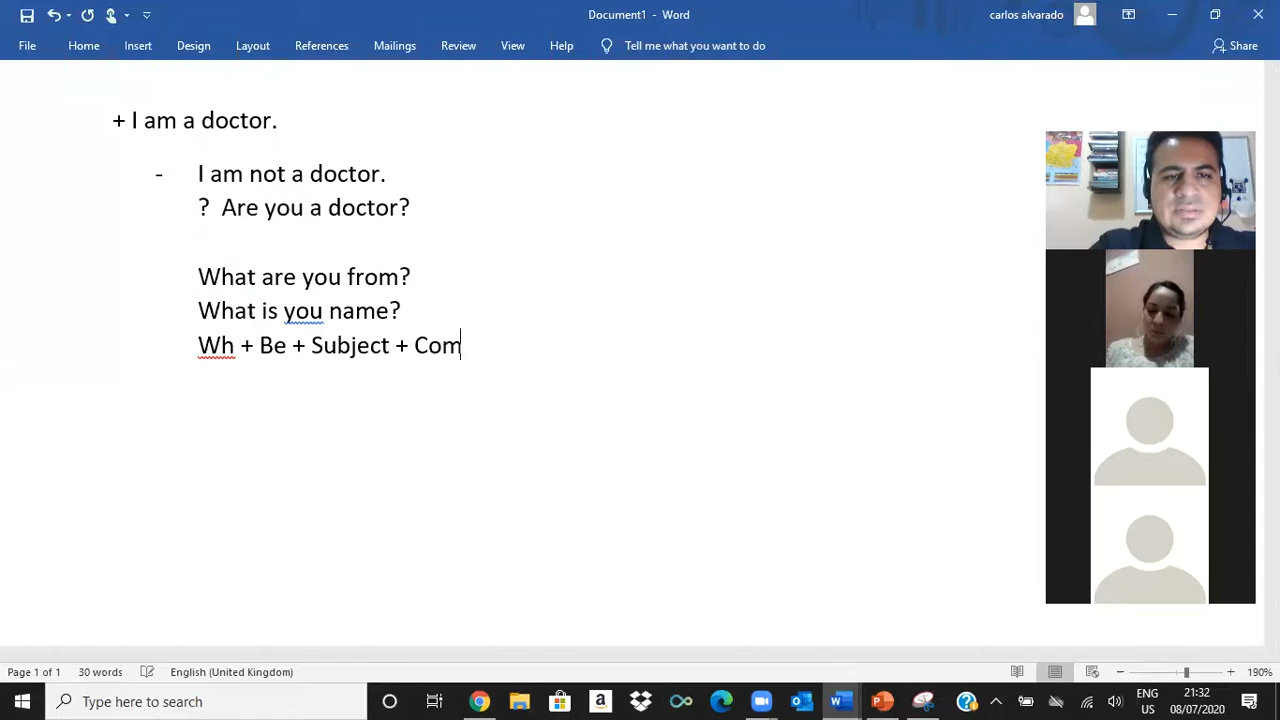 Document1 - Word
carlos alvarado
File Home Insert Design Layout References Mailings Review View Help Tell me what you want to do Share
+ I am a doctor.
- I am not a doctor.
? Are you a doctor?
What are you from?
What is you name?
Wh + Be + Subject + Com
Page 1 of 1 30 words English (United Kingdom) 190%
Type here to search
ENG 21:32
US 08/07/2020